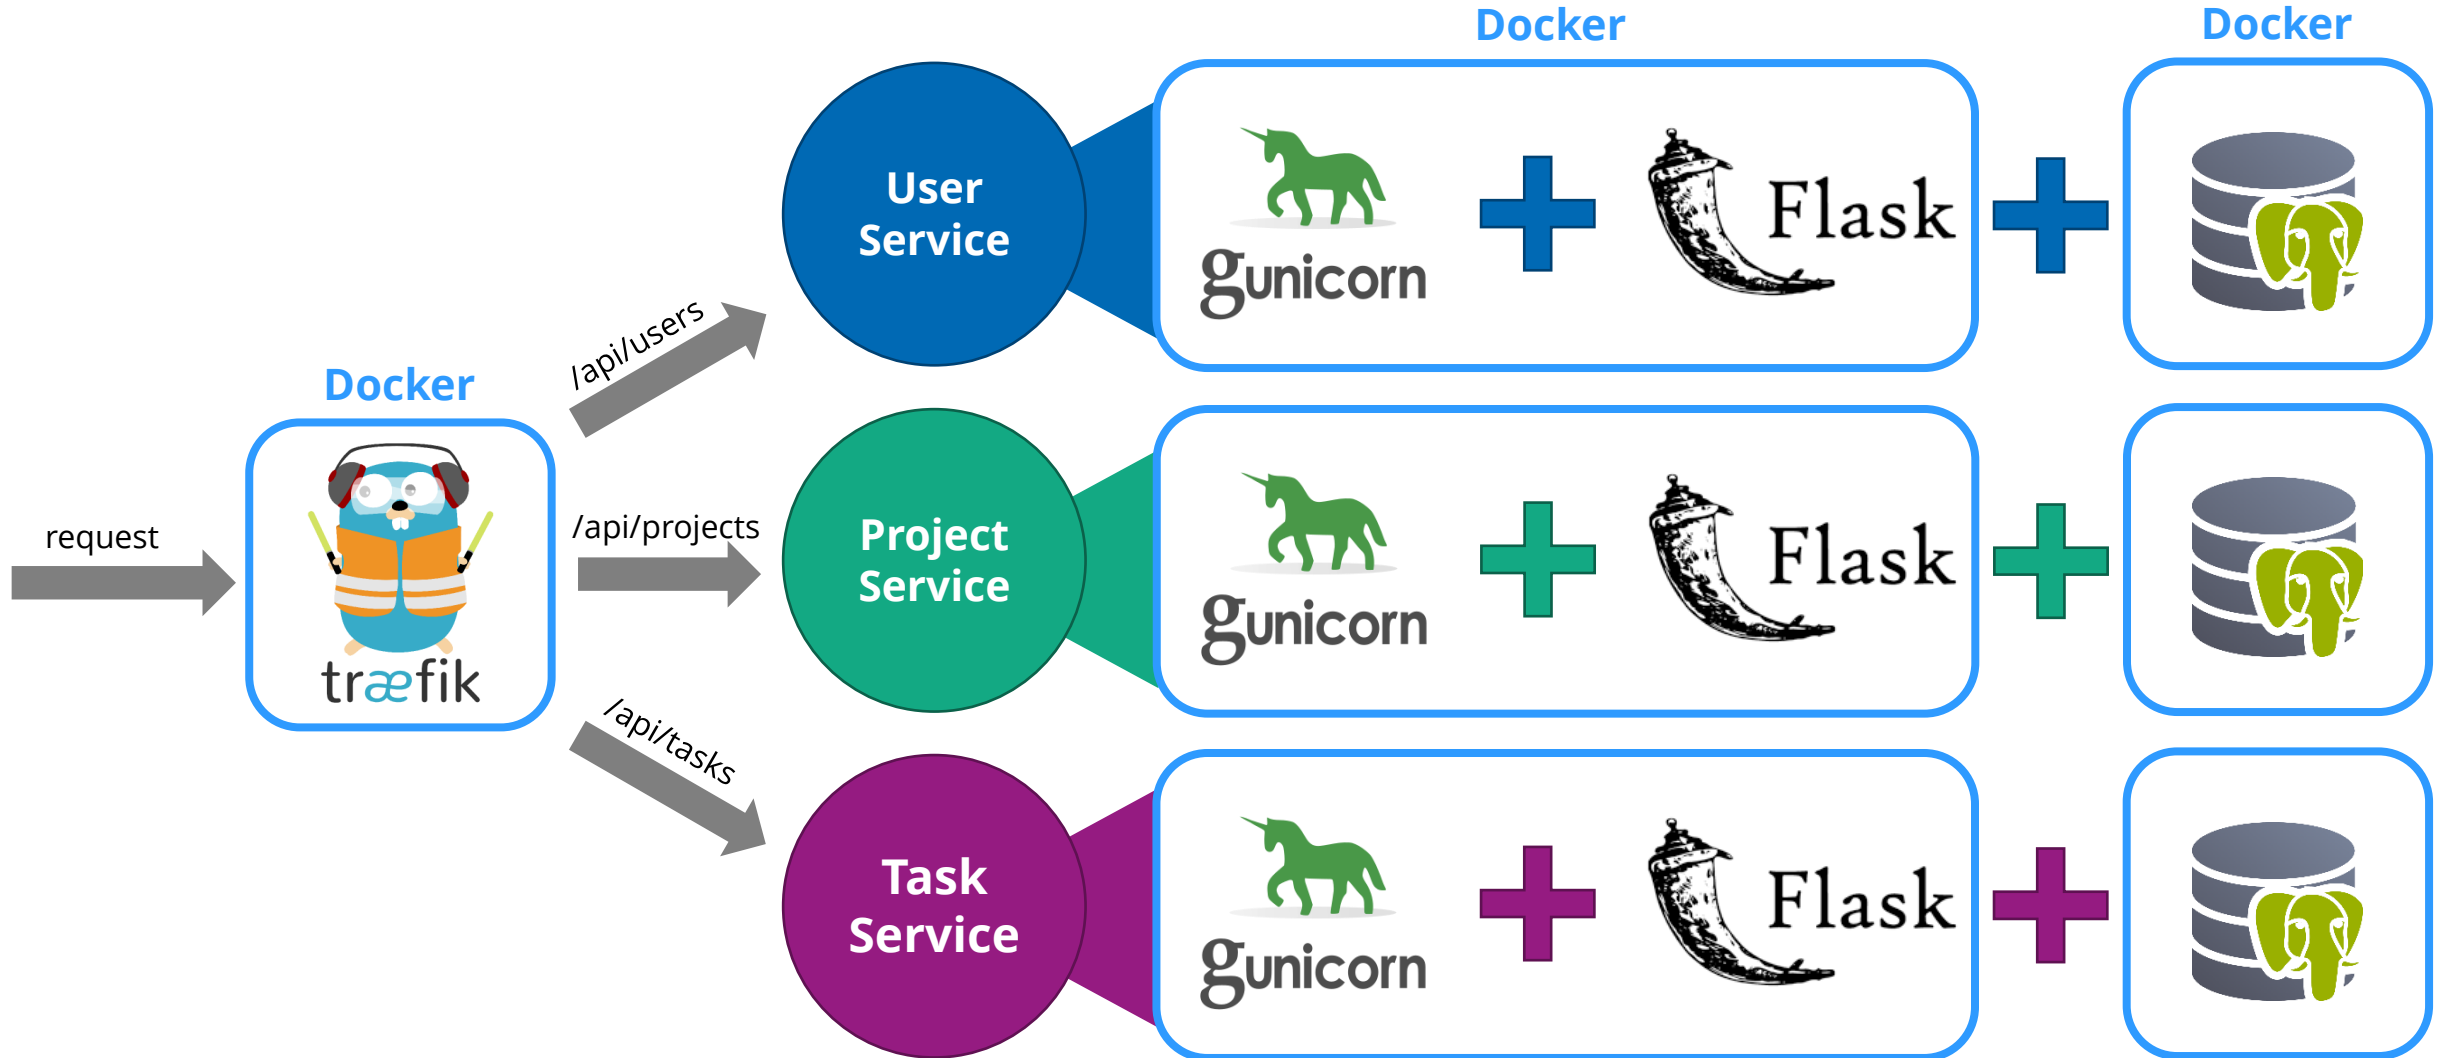 Docker
Docker
User
Service
gunicorn
Flask
/api/users
Docker
request
træfik
/api/projects
Project
Service
gunicorn
Flask
/api/tasks
Task
Service
gunicorn
Flask